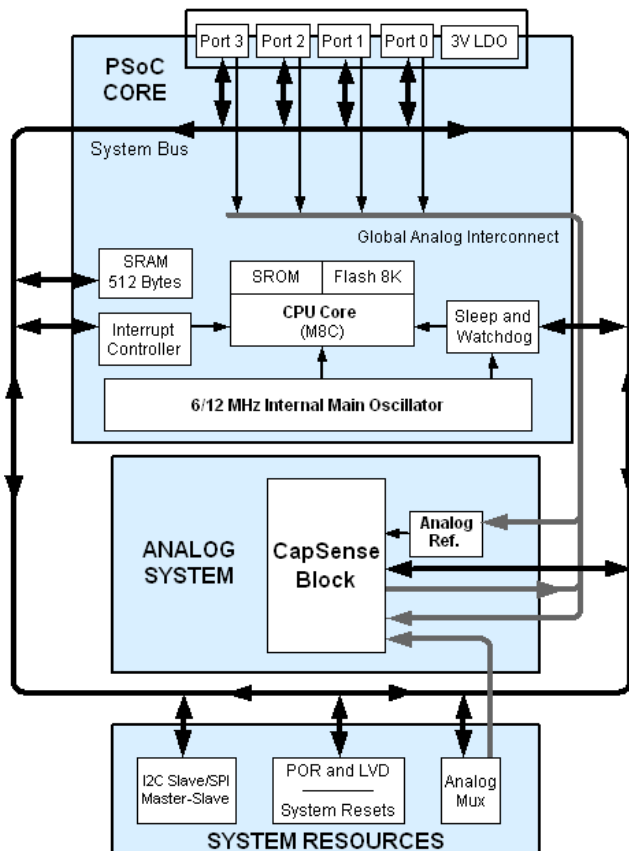 Port 3 Port 2 Port 1 Port 0 3V LDO
PSoC
CORE
System Bus
Global Analog Interconnect
SRAM
512 Bytes
SROM Flash 8K
CPU Core
(M8C)
Interrupt
Controller
Sleep and
Watchdog
6/12 MHz Internal Main Oscillator
ANALOG
SYSTEM
CapSense
Block
Analog
Ref.
I2C Slave/SPI
Master-Slave
POR and LVD
System Resets
Analog
Mux
SYSTEM RESOURCES